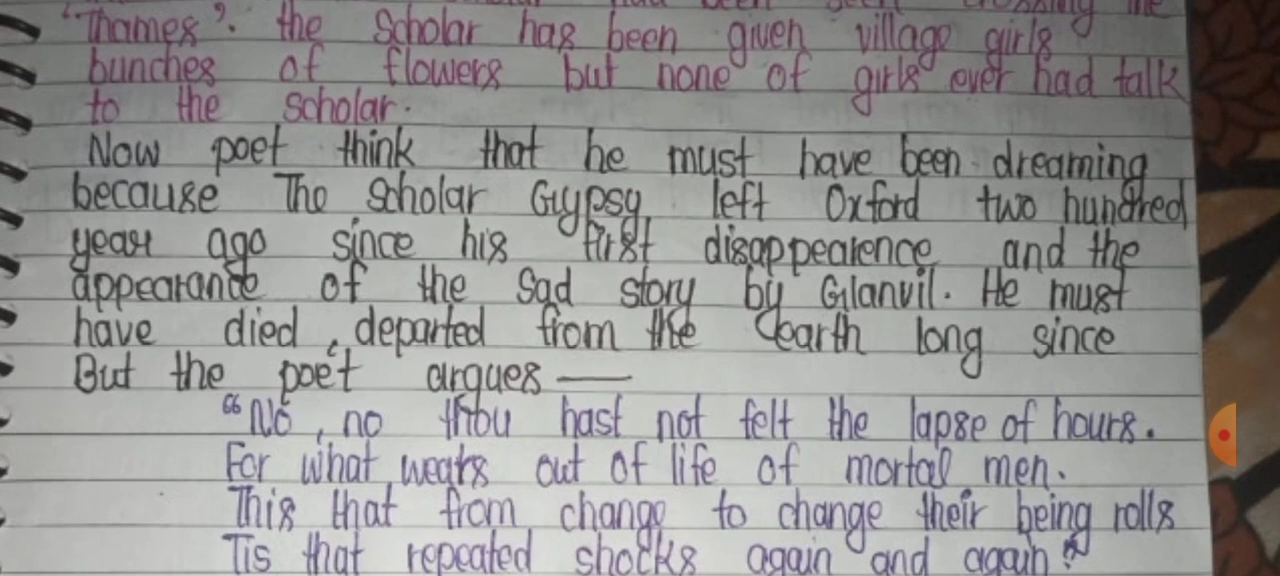 'Thames'. the scholar has been given village girls
bunches of flowers but none of girls ever had talk
to the scholar.
Now poet think that he must have been dreaming
because The Scholar Gypsy left Oxford two hundred
year ago since his first disappearence and the
appearance of the sad story by Glanvil. He must
have died, departed from the earth long since
But the poet argues —
"No, no thou hast not felt the lapse of hours.
For what wears out of life of mortal men.
This that from change to change their being rolls
Tis that repeated shocks again and again"